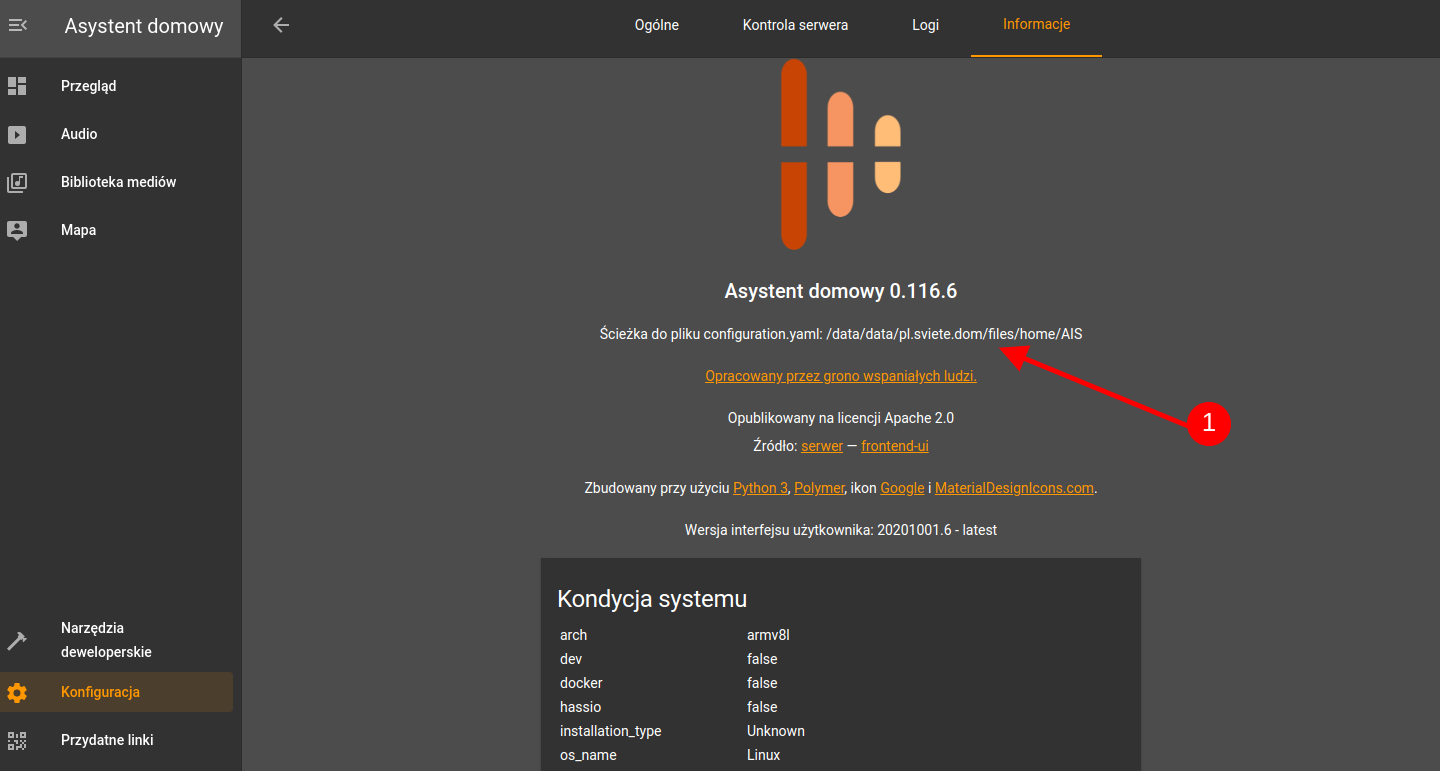 Asystent domowy
Ogólne
Kontrola serwera
Logi
Informacje
Przegląd
Audio
Biblioteka mediów
Mapa
Narzędzia
deweloperskie
Konfiguracja
Przydatne linki
Asystent domowy 0.116.6
Ścieżka do pliku configuration.yaml: /data/data/pl.sviete.dom/files/home/AIS
Opracowany przez grono wspaniałych ludzi.
1
Opublikowany na licencji Apache 2.0
Źródło: serwer — frontend-ui
Zbudowany przy użyciu Python 3, Polymer, ikon Google i MaterialDesignIcons.com.
Wersja interfejsu użytkownika: 20201001.6 - latest
Kondycja systemu
arch armv8l
dev false
docker false
hassio false
installation_type Unknown
os_name Linux